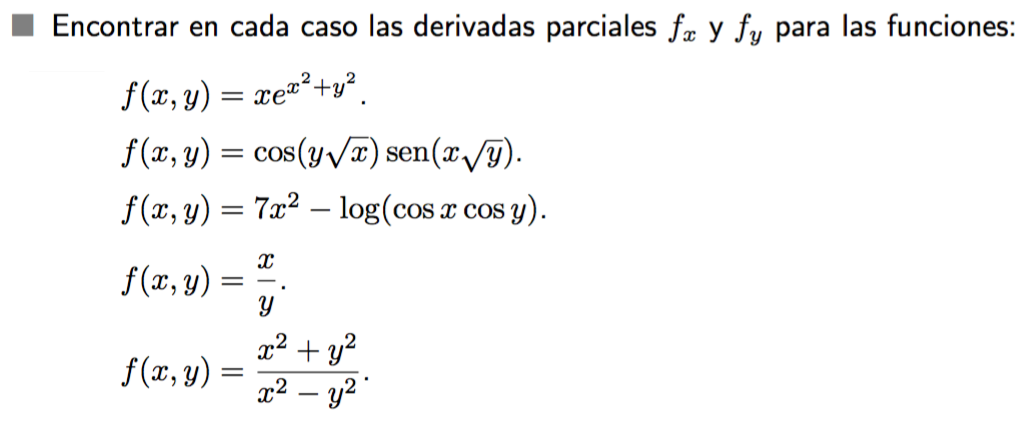 Encontrar en cada caso las derivadas parciales $f_x$ y $f_y$ para las funciones:
$f(x, y) = xe^{x^2+y^2}.$
$f(x, y) = \cos(y\sqrt{x}) \operatorname{sen}(x\sqrt{y}).$
$f(x, y) = 7x^2 - \log(\cos x \cos y).$
$f(x, y) = \frac{x}{y}.$
$f(x, y) = \frac{x^2 + y^2}{x^2 - y^2}.$